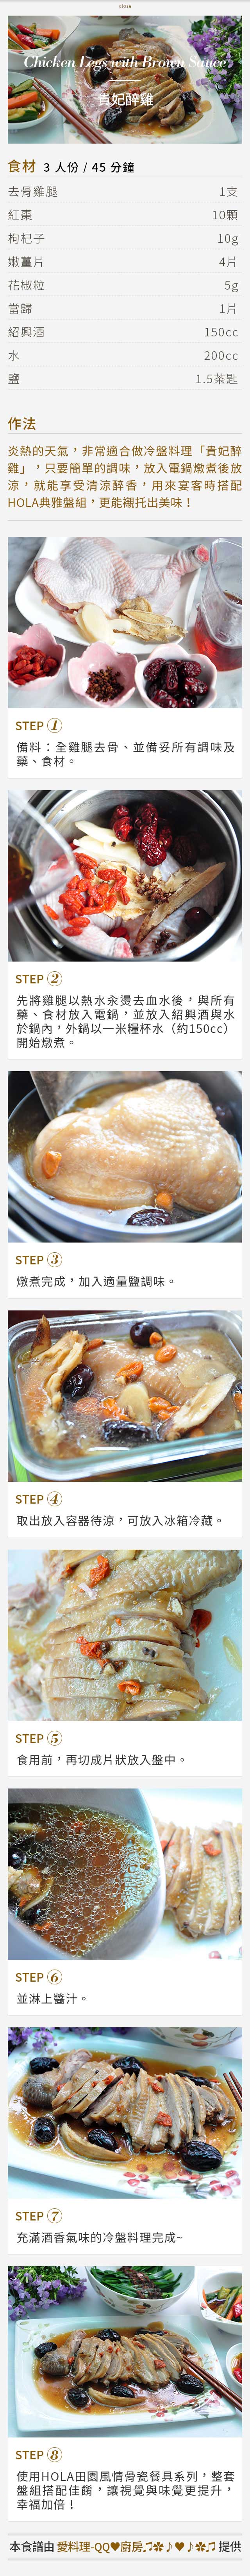 close
Chicken Legs with Brown Sauce
貴妃醉雞
食材 3 人份 / 45 分鐘
去骨雞腿 1支
紅棗 10顆
枸杞子 10g
嫩薑片 4片
花椒粒 5g
當歸 1片
紹興酒 150cc
水 200cc
鹽 1.5茶匙
作法
炎熱的天氣，非常適合做冷盤料理「貴妃醉
雞」，只要簡單的調味，放入電鍋燉煮後放
涼，就能享受清涼醉香，用來宴客時搭配
HOLA典雅盤組，更能襯托出美味！
STEP 1
備料：全雞腿去骨、並備妥所有調味及
藥、食材。
STEP 2
先將雞腿以熱水汆燙去血水後，與所有
藥、食材放入電鍋，並放入紹興酒與水
於鍋內，外鍋以一米糧杯水（約150cc）
開始燉煮。
STEP 3
燉煮完成，加入適量鹽調味。
STEP 4
取出放入容器待涼，可放入冰箱冷藏。
STEP 5
食用前，再切成片狀放入盤中。
STEP 6
並淋上醬汁。
STEP 7
充滿酒香氣味的冷盤料理完成~
STEP 8
使用HOLA田園風情骨瓷餐具系列，整套
盤組搭配佳餚，讓視覺與味覺更提升，
幸福加倍！
本食譜由 愛料理-QQ♥廚房♫✿♪♥♪✿♫ 提供